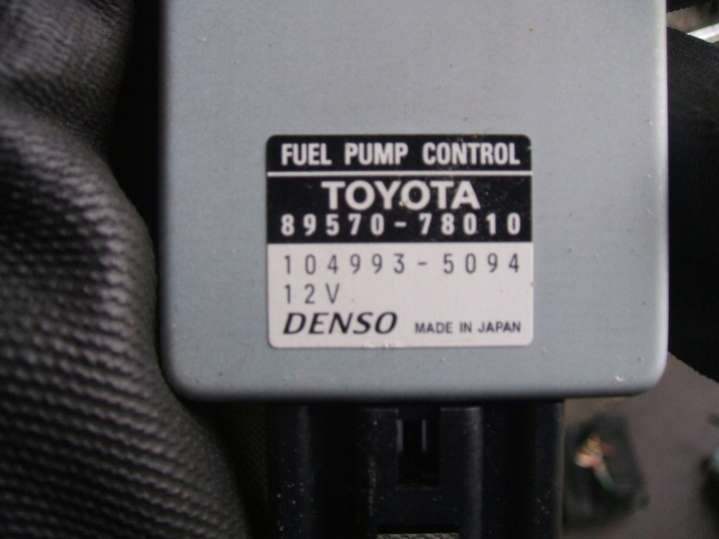 FUEL PUMP CONTROL
TOYOTA
89570-78010
104993-5094
12V
DENSO MADE IN JAPAN